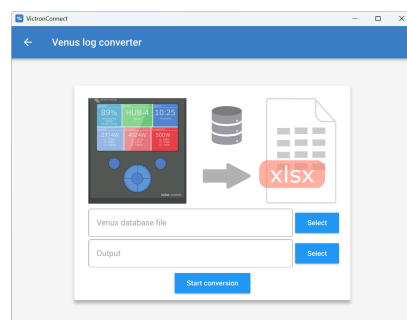 VictronConnect
Venus log converter
89%
HUB-4
10:25
2774W
4024W
500W
xlsx
Venus database file
Select
Output
Select
Start conversion